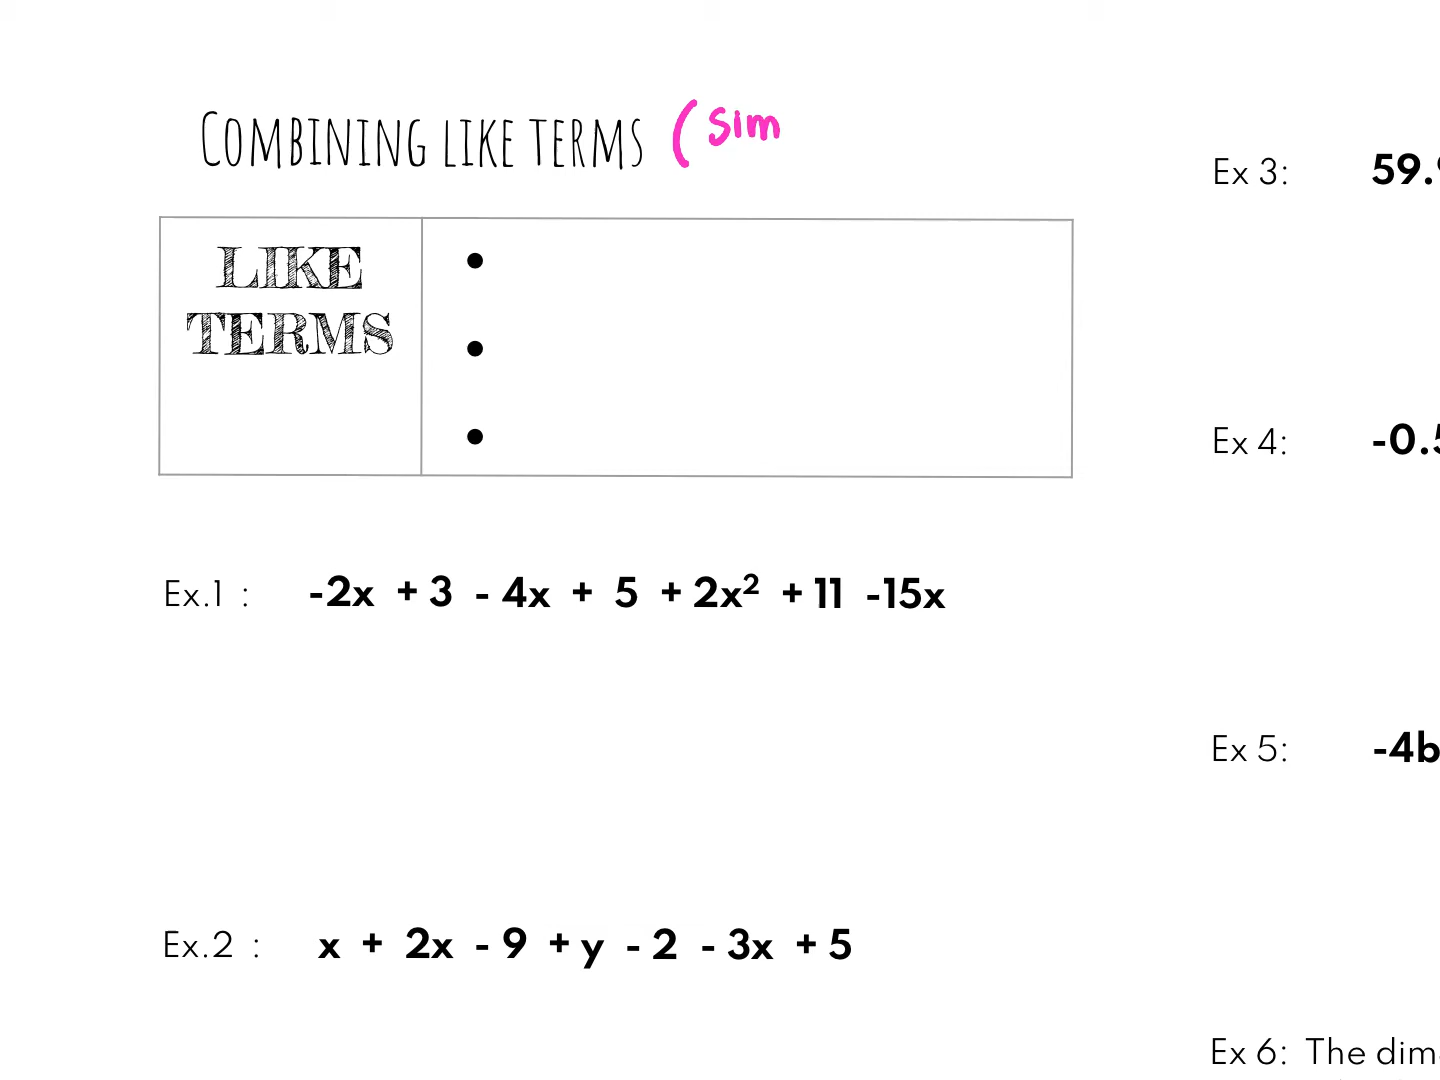 COMBINING LIKE TERMS (sim
LIKE
TERMS
•
•
•
Ex.1 : -2x + 3 - 4x + 5 + 2x² + 11 -15x
Ex.2 : x + 2x - 9 + y - 2 - 3x + 5
Ex 3: 59.
Ex 4: -0.5
Ex 5: -4b
Ex 6: The dim